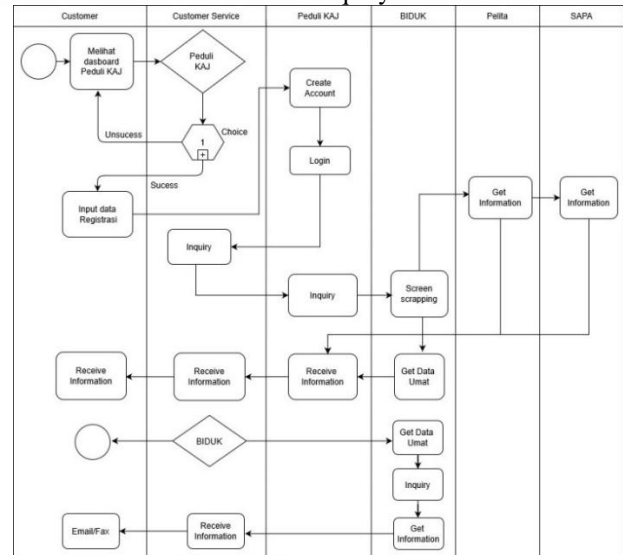 Customer
Customer Service
Peduli KAJ
BIDUK
Pelita
SAPA
Melihat
dasboard
Peduli KAJ
Peduli
KAJ
Create
Account
Unsucess
1
Choice
+
Login
Sucess
Input data
Registrasi
Get
Information
Get
Information
Inquiry
Inquiry
Screen
scrapping
Receive
Information
Receive
Information
Receive
Information
Get Data
Umat
BIDUK
Get Data
Umat
Inquiry
Email/Fax
Receive
Information
Get
Information